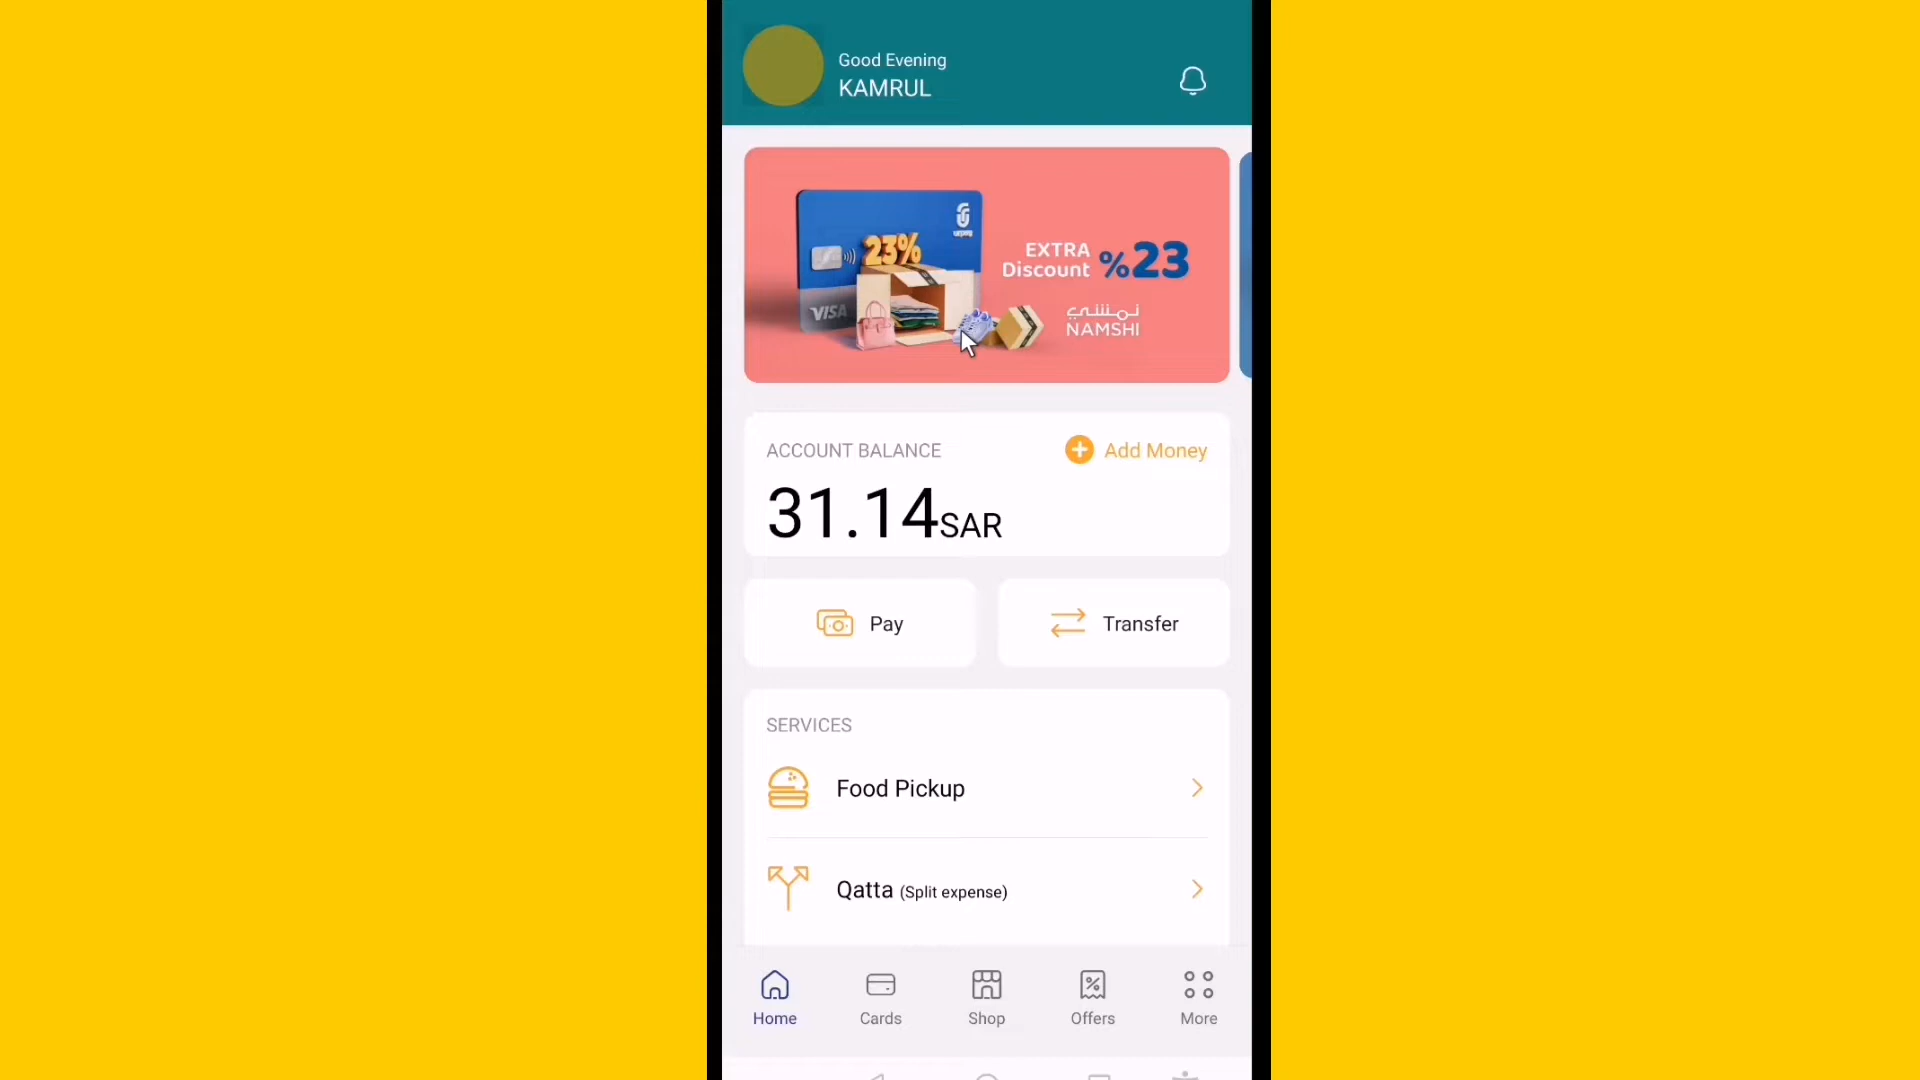 Good Evening
KAMRUL
23%
VISA
EXTRA
Discount %23
نمشي
NAMSHI
ACCOUNT BALANCE
Add Money
31.14SAR
Pay
Transfer
SERVICES
Food Pickup
Qatta (Split expense)
Home
Cards
Shop
Offers
More